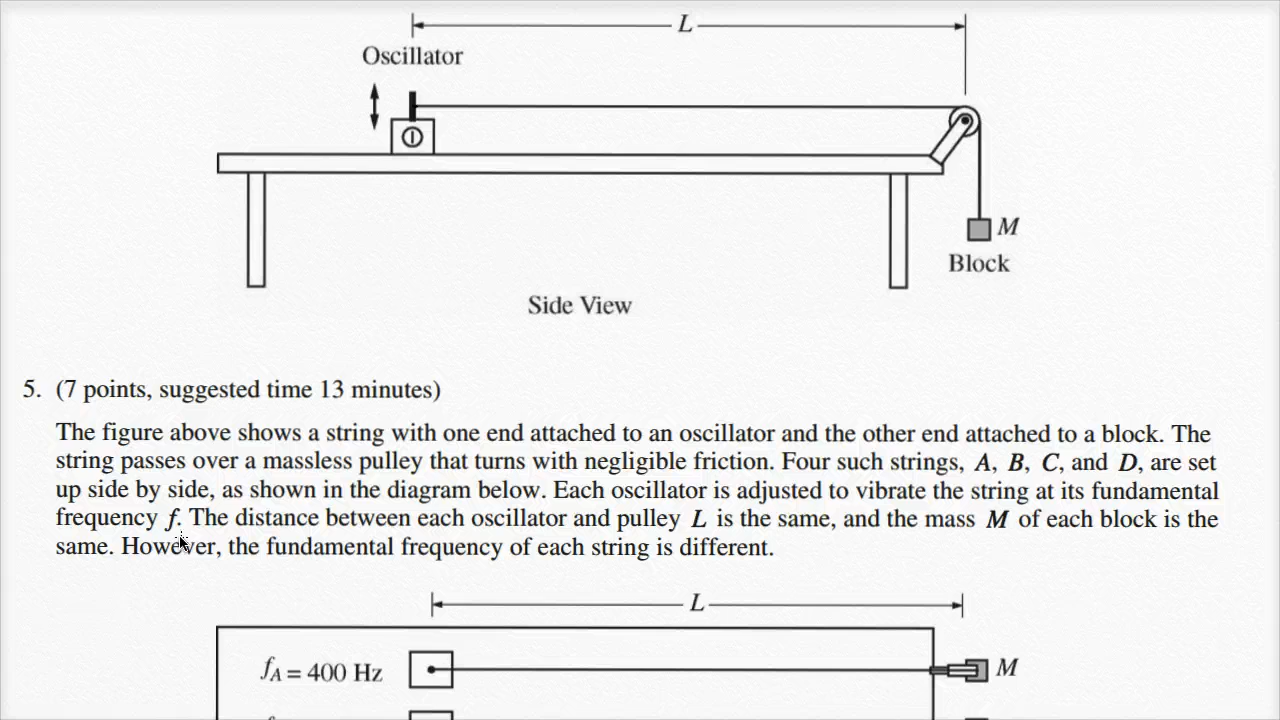 L
Oscillator
M
Block
Side View
5. (7 points, suggested time 13 minutes)
The figure above shows a string with one end attached to an oscillator and the other end attached to a block. The
string passes over a massless pulley that turns with negligible friction. Four such strings, A, B, C, and D, are set
up side by side, as shown in the diagram below. Each oscillator is adjusted to vibrate the string at its fundamental
frequency f. The distance between each oscillator and pulley L is the same, and the mass M of each block is the
same. However, the fundamental frequency of each string is different.
L
fA = 400 Hz
M